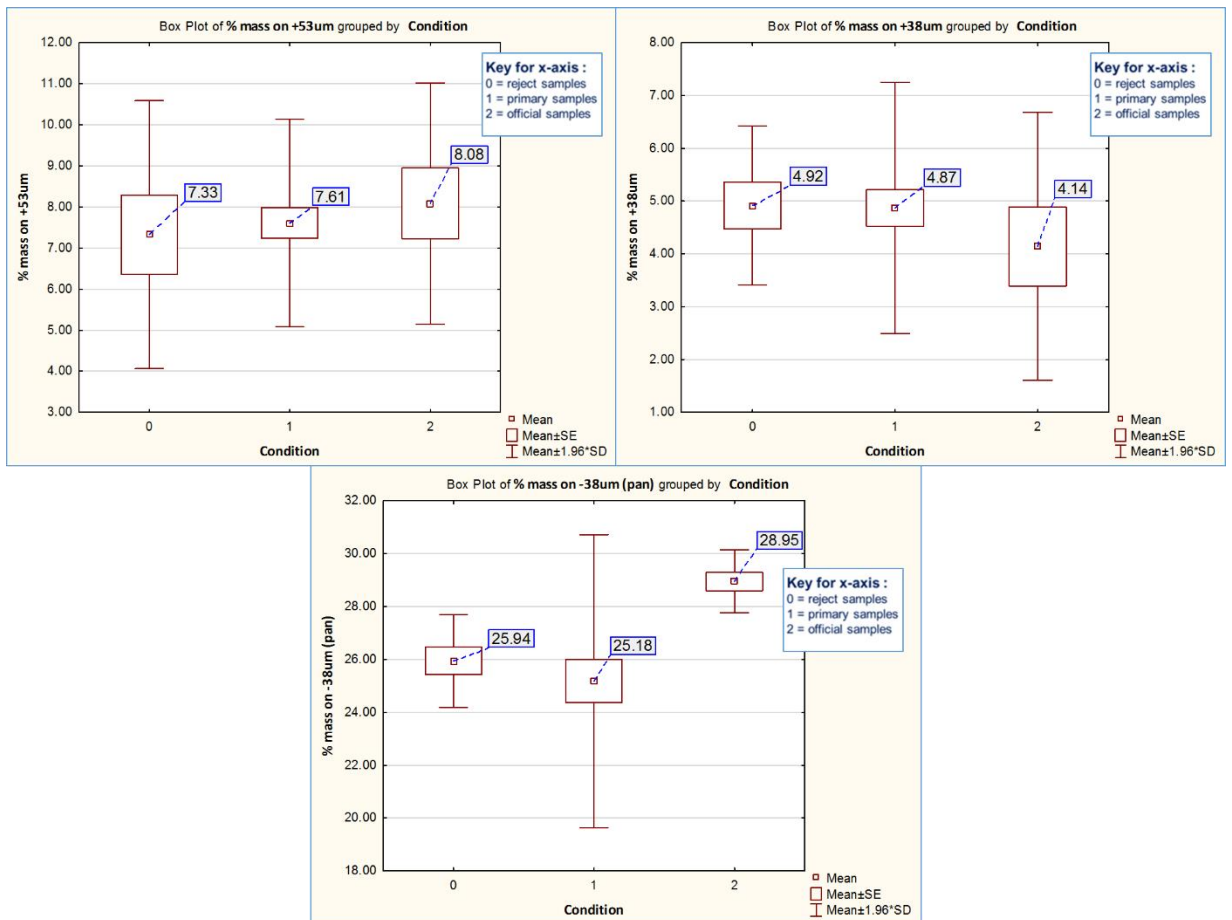 Box Plot of % mass on +53um grouped by Condition
12.00
11.00
10.00
9.00
8.00
7.00
6.00
5.00
4.00
3.00
% mass on +53um
Key for x-axis :
0 = reject samples
1 = primary samples
2 = official samples
7.33
7.61
8.08
0 1 2
Condition
Mean
Mean±SE
Mean±1.96*SD
Box Plot of % mass on +38um grouped by Condition
8.00
7.00
6.00
5.00
4.00
3.00
2.00
1.00
% mass on +38um
Key for x-axis :
0 = reject samples
1 = primary samples
2 = official samples
4.92
4.87
4.14
0 1 2
Condition
Mean
Mean±SE
Mean±1.96*SD
Box Plot of % mass on -38um (pan) grouped by Condition
32.00
30.00
28.00
26.00
24.00
22.00
20.00
18.00
% mass on -38um (pan)
28.95
Key for x-axis :
0 = reject samples
1 = primary samples
2 = official samples
25.94
25.18
0 1 2
Condition
Mean
Mean±SE
Mean±1.96*SD